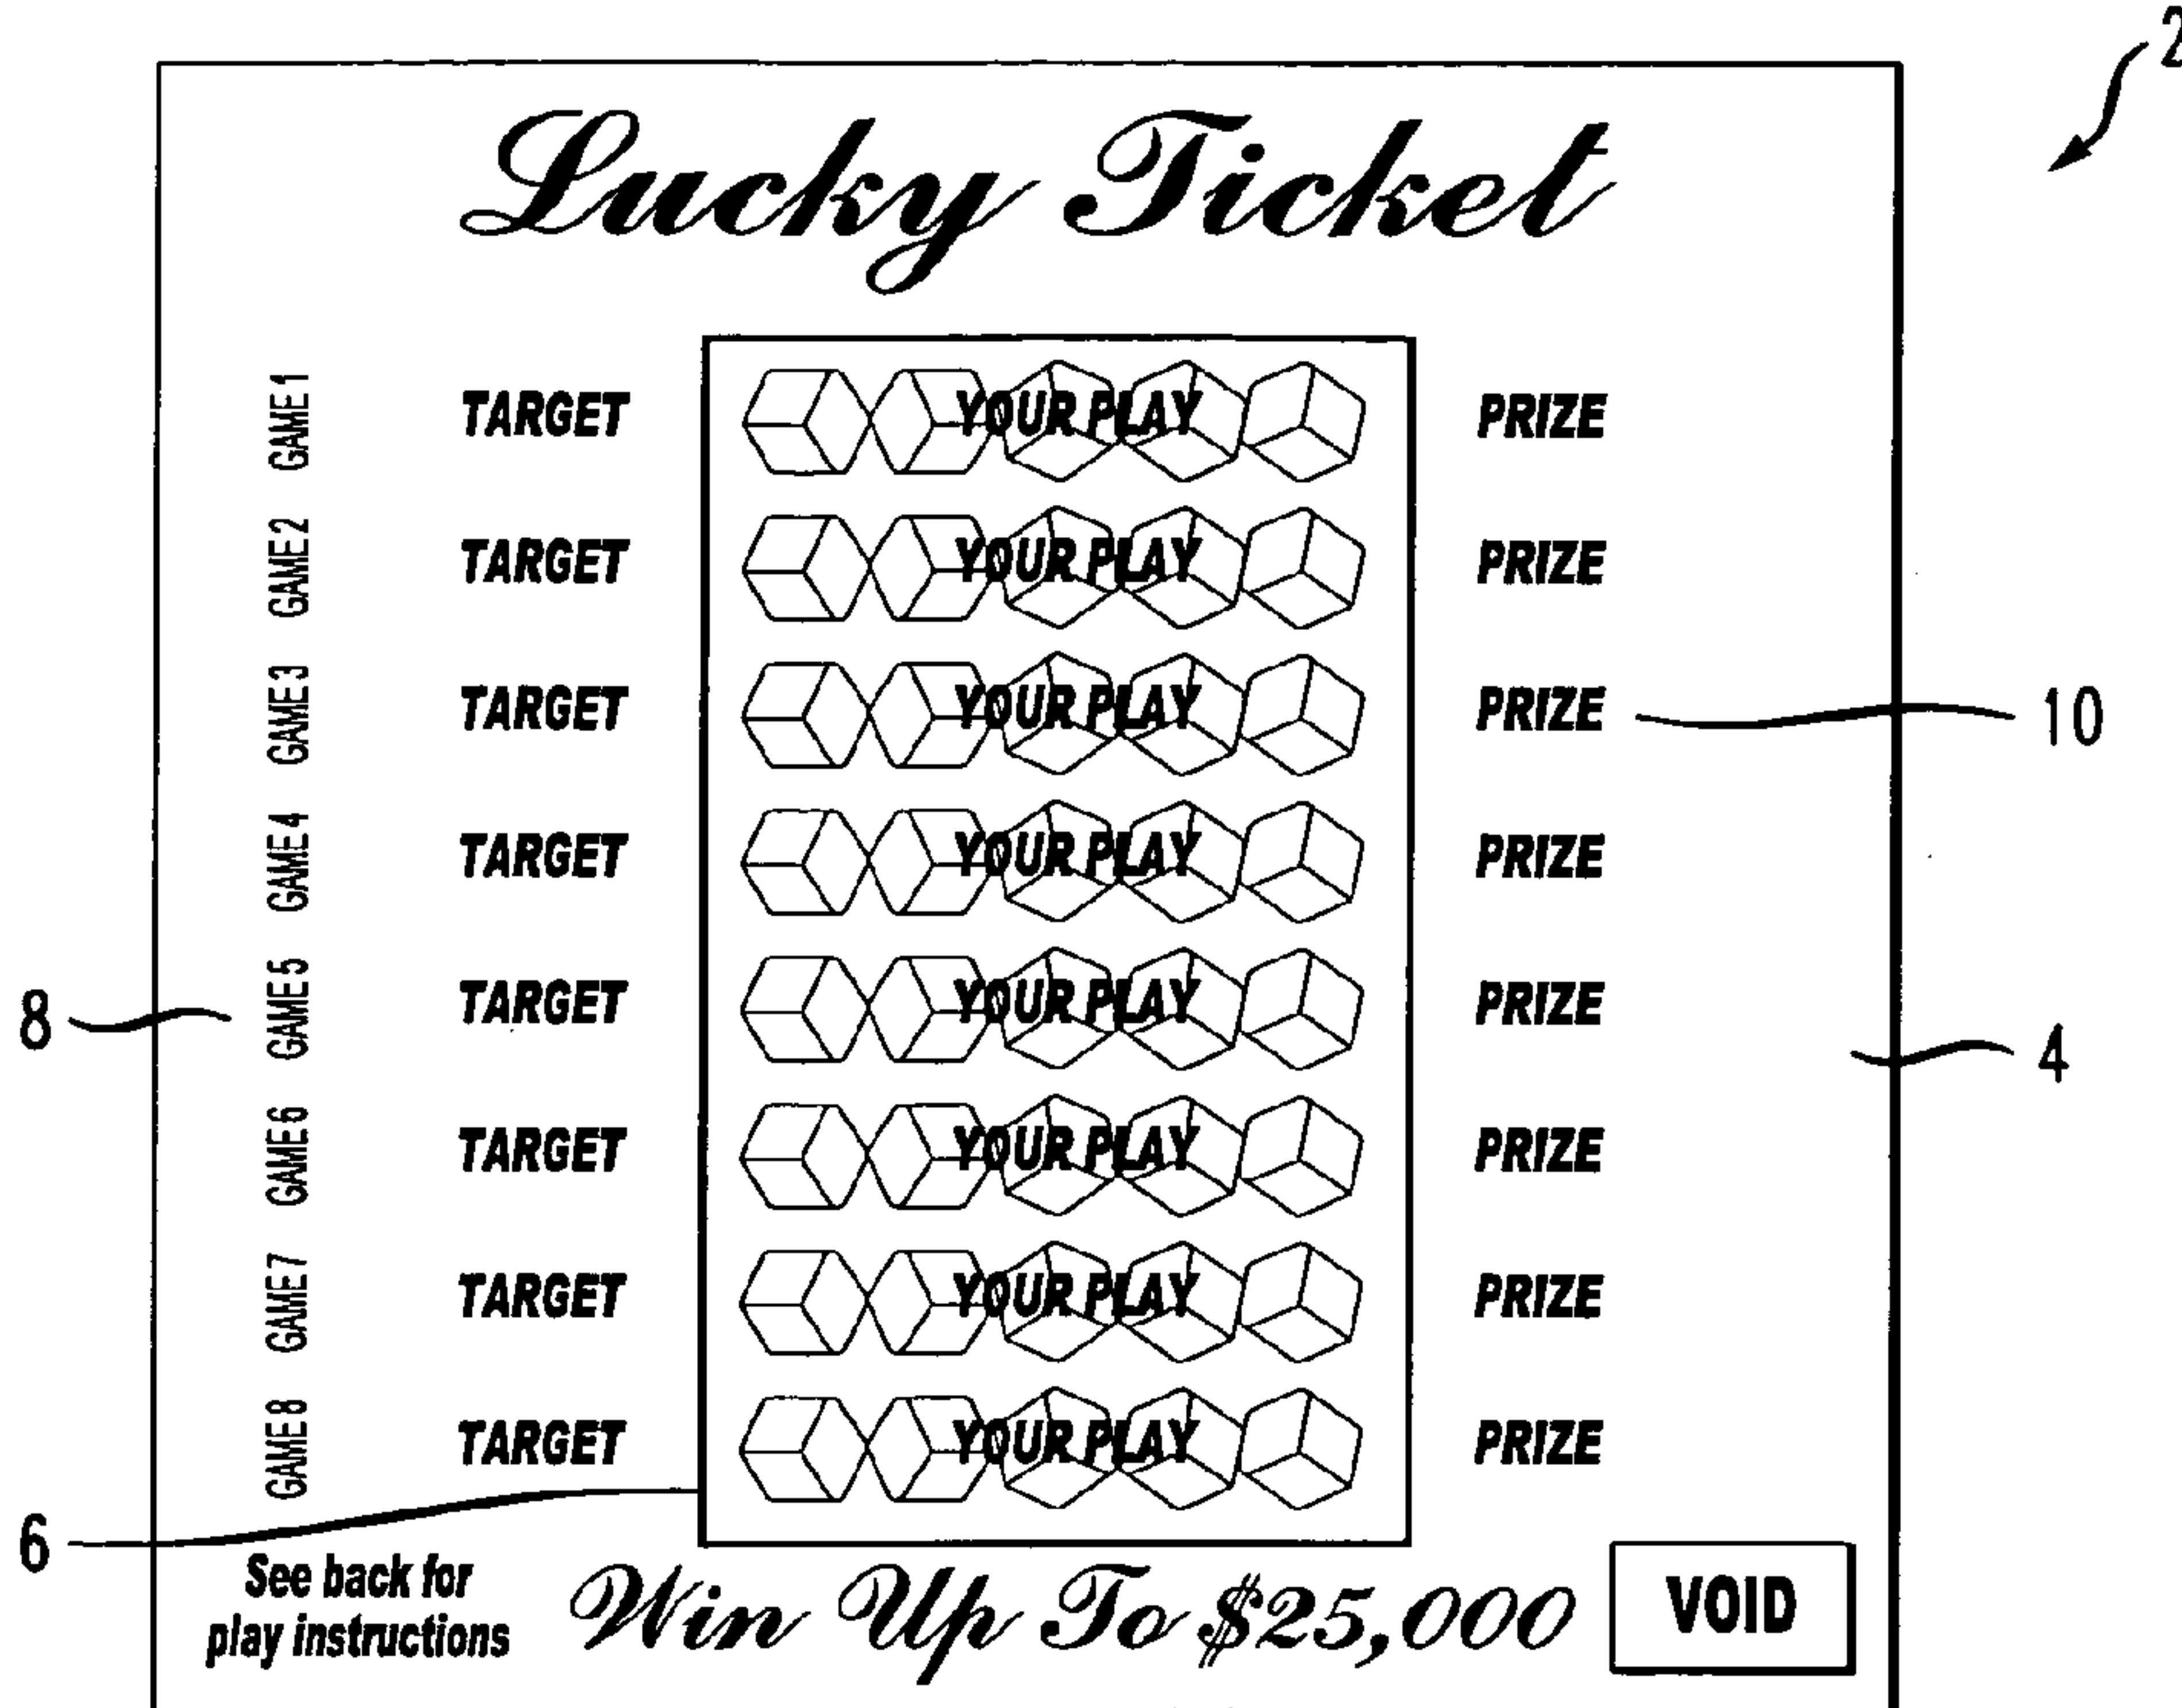 2
Lucky Ticket
GAME 1 TARGET YOUR PLAY PRIZE
GAME 2 TARGET YOUR PLAY PRIZE
GAME 3 TARGET YOUR PLAY PRIZE
10
GAME 4 TARGET YOUR PLAY PRIZE
8
GAME 5 TARGET YOUR PLAY PRIZE
4
GAME 6 TARGET YOUR PLAY PRIZE
GAME 7 TARGET YOUR PLAY PRIZE
GAME 8 TARGET YOUR PLAY PRIZE
6
See back for
play instructions
Win Up To $25,000
VOID